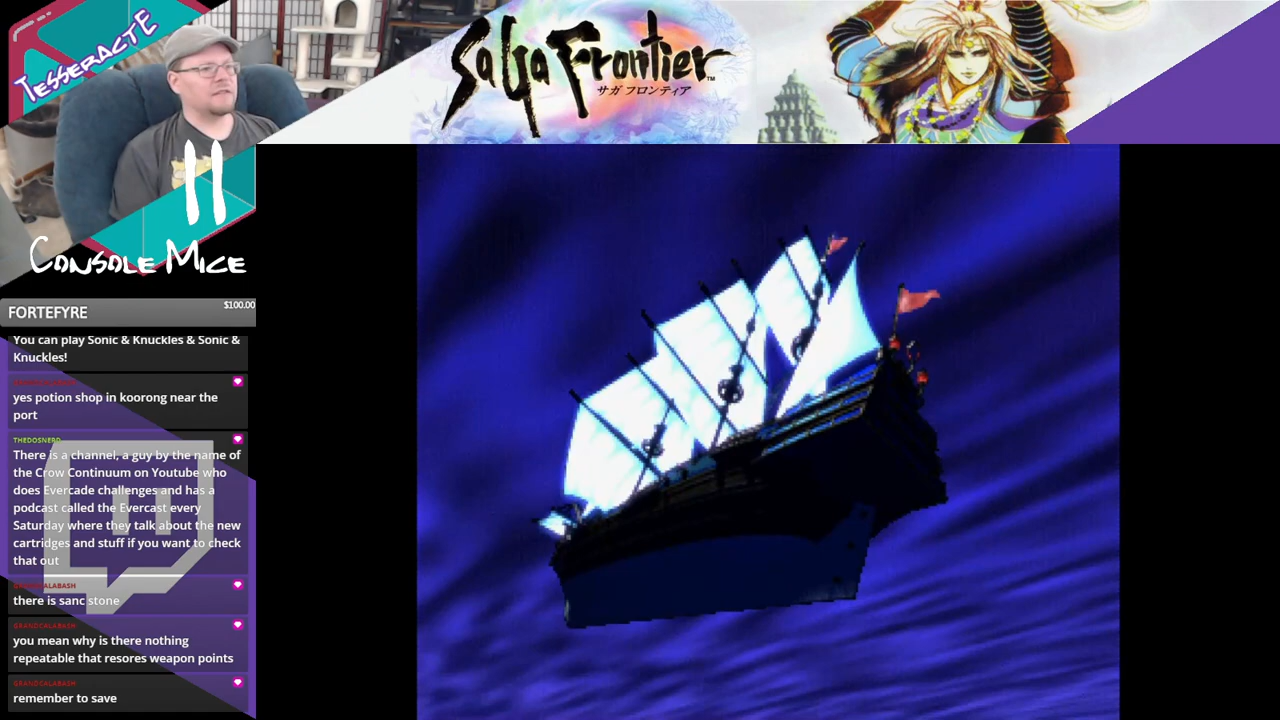 TESSERACTE
SaGa Frontier™
サガ フロンティア
II
CONSOLE MICE
FORTEFYRE
$100.00
You can play Sonic & Knuckles & Sonic &
Knuckles!
yes potion shop in koorong near the
port
THEDOSNERD
There is a channel, a guy by the name of
the Crow Continuum on Youtube who
does Evercade challenges and has a
podcast called the Evercast every
Saturday where they talk about the new
cartridges and stuff if you want to check
that out
GRANDCALABASH
there is sanc stone
GRANDCALABASH
you mean why is there nothing
repeatable that resores weapon points
GRANDCALABASH
remember to save